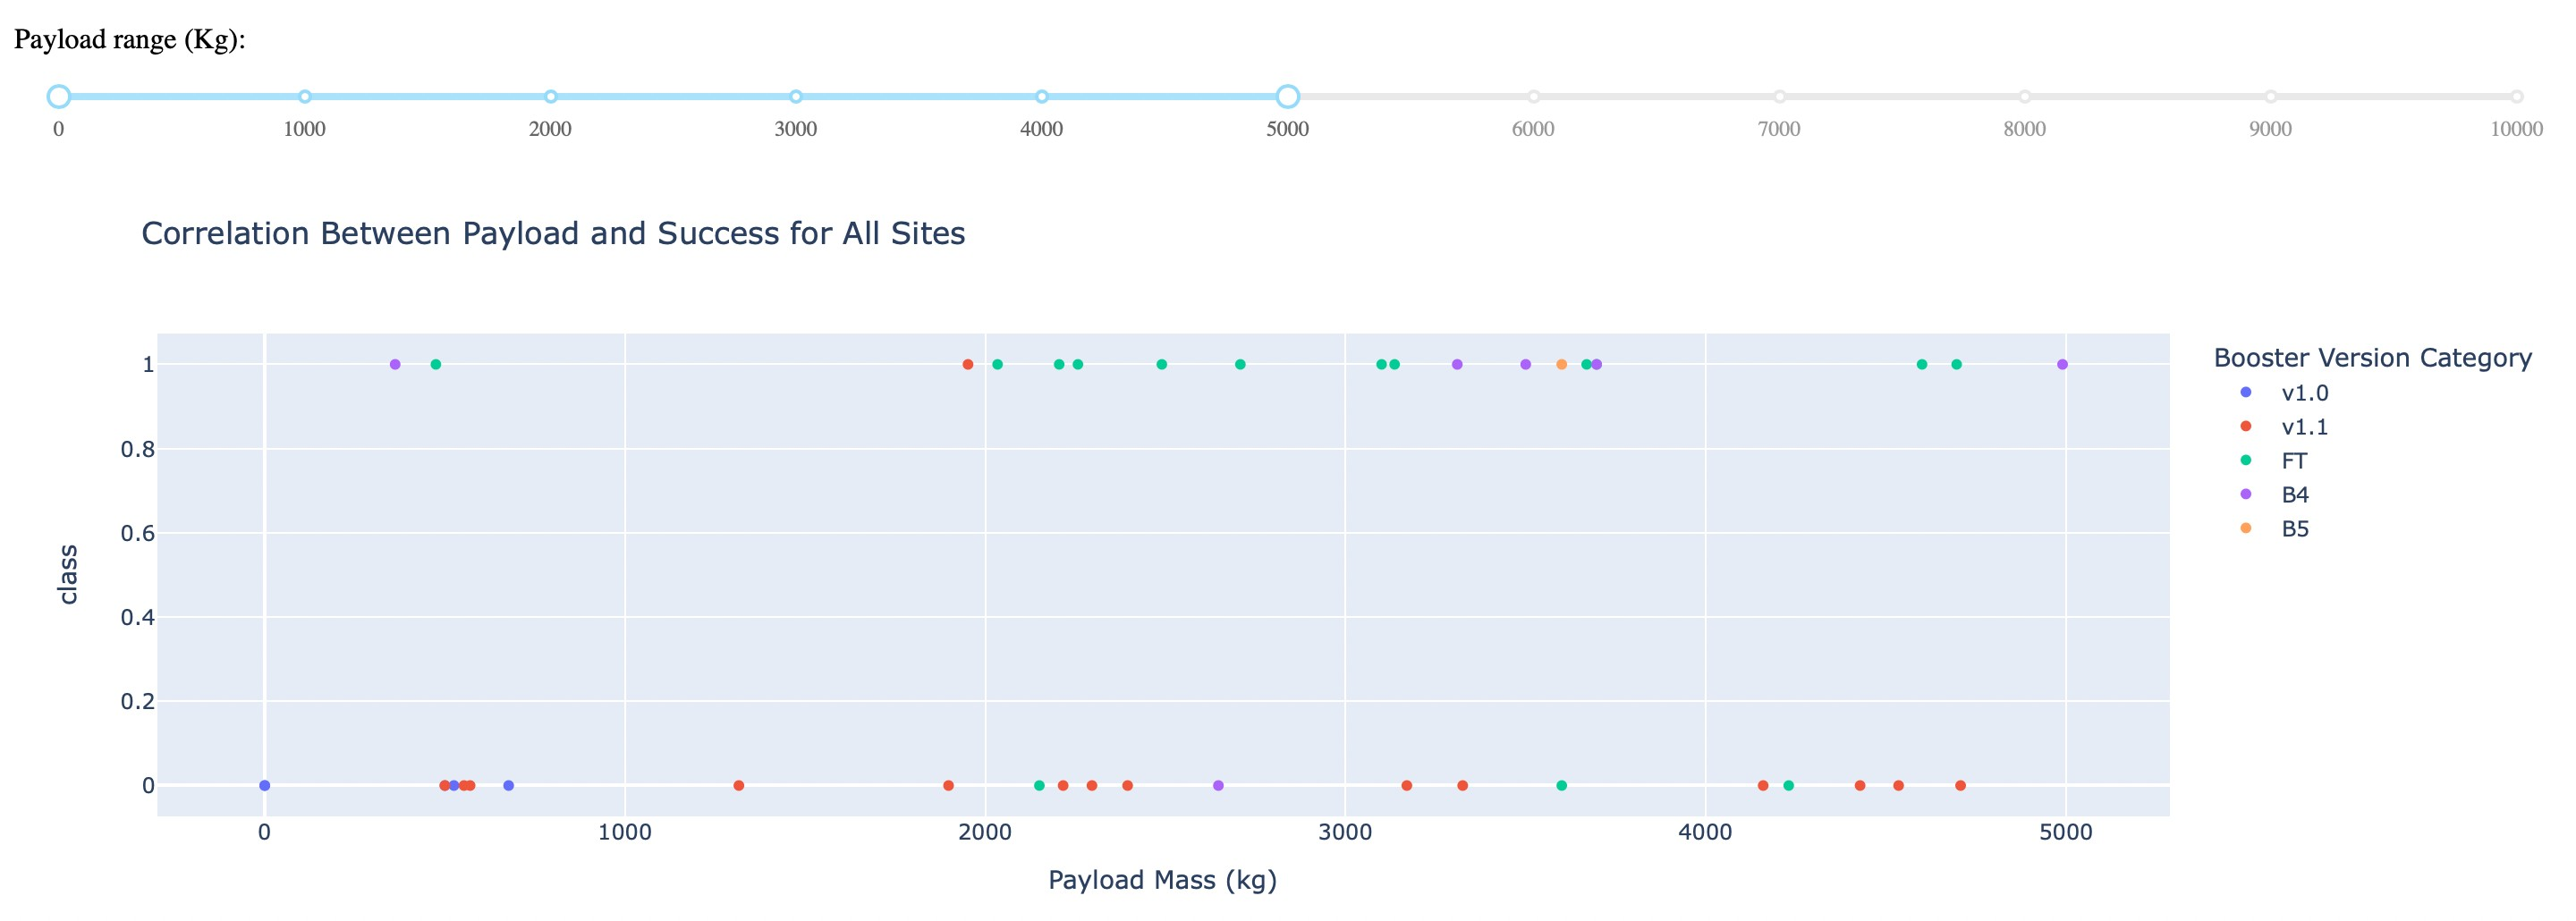 Payload range (Kg):
0 1000 2000 3000 4000 5000 6000 7000 8000 9000 10000
Correlation Between Payload and Success for All Sites
Booster Version Category
v1.0
v1.1
FT
B4
B5
1
0.8
0.6
0.4
0.2
0
class
0 1000 2000 3000 4000 5000
Payload Mass (kg)